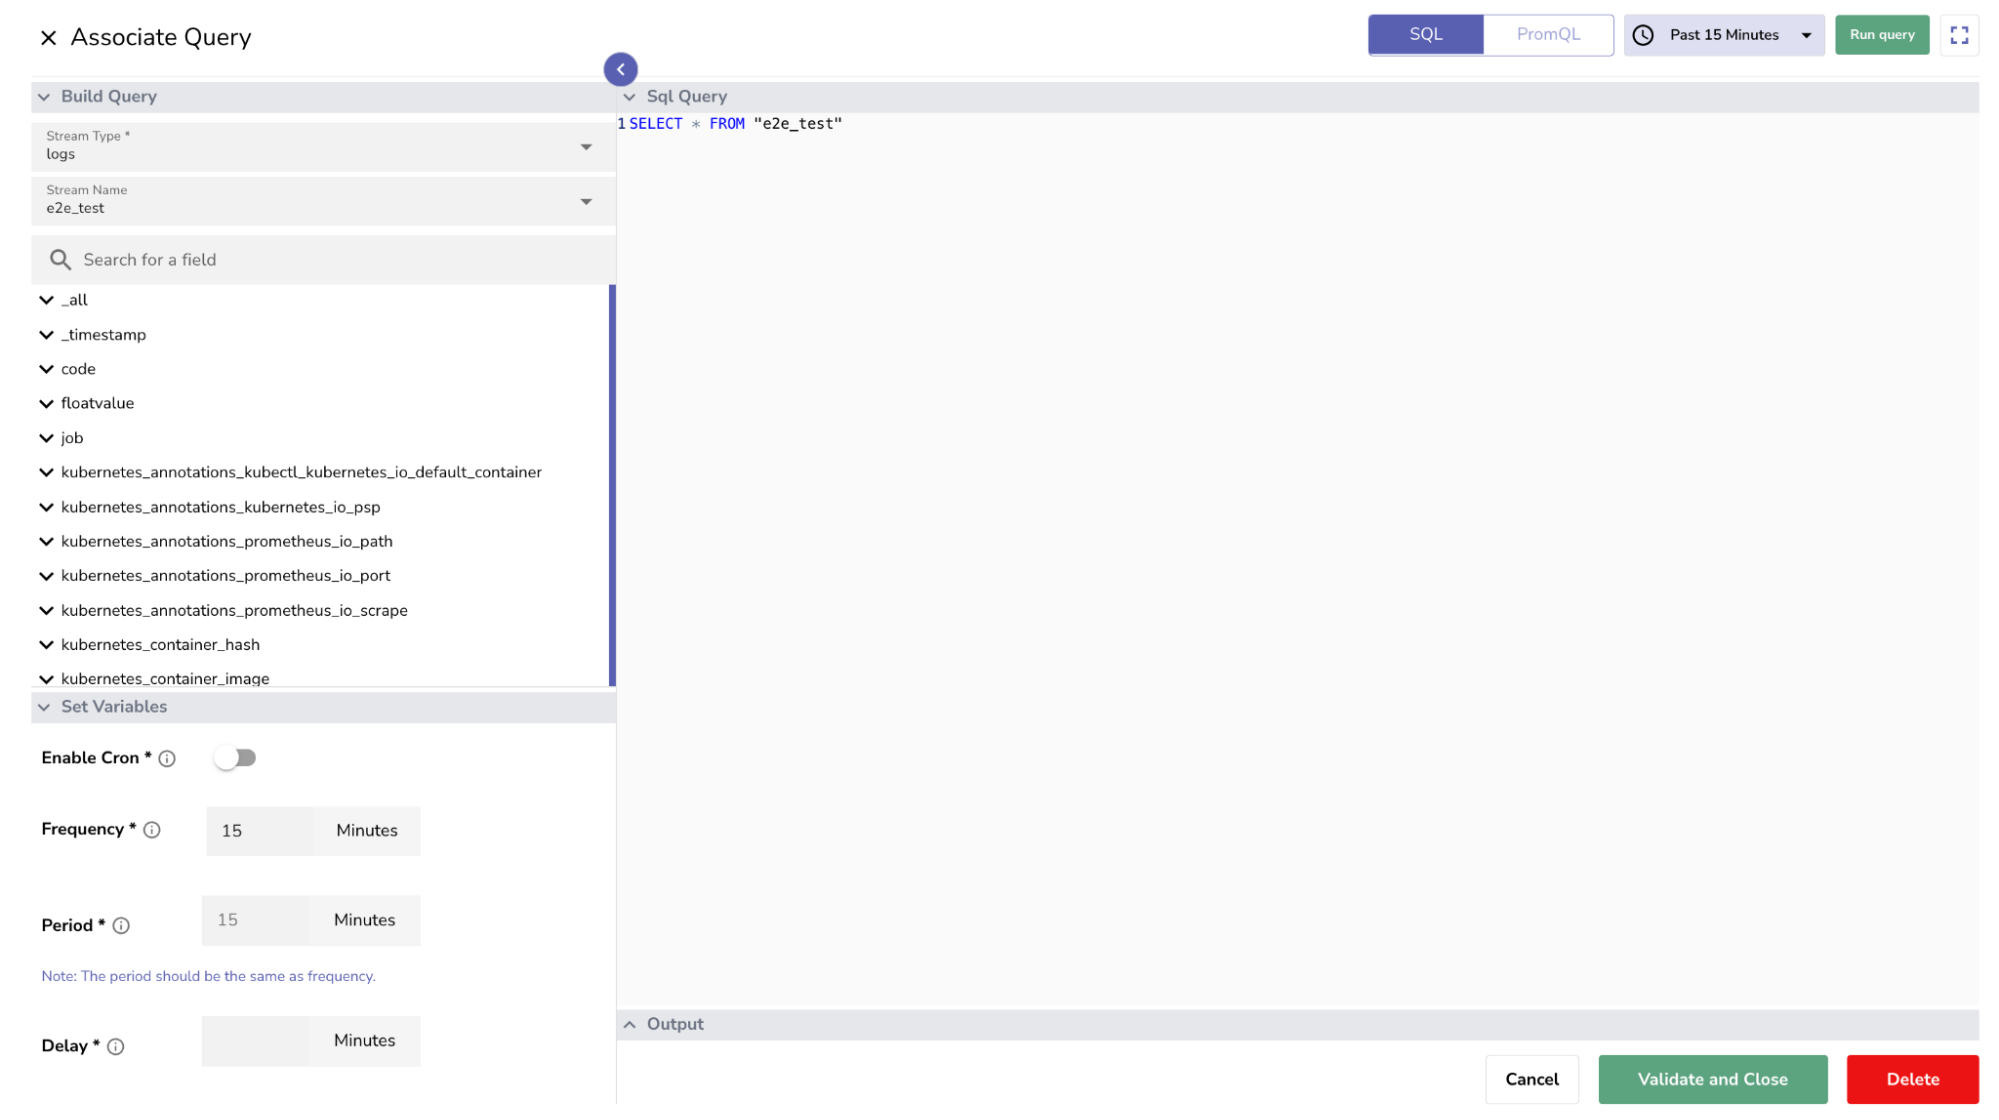 Associate Query
SQL
PromQL
Past 15 Minutes
Run query
Build Query
Stream Type *
logs
Stream Name
e2e_test
Search for a field
_all
_timestamp
code
floatvalue
job
kubernetes_annotations_kubectl_kubernetes_io_default_container
kubernetes_annotations_kubernetes_io_psp
kubernetes_annotations_prometheus_io_path
kubernetes_annotations_prometheus_io_port
kubernetes_annotations_prometheus_io_scrape
kubernetes_container_hash
kubernetes_container_image
Set Variables
Enable Cron *
Frequency *
15 Minutes
Period *
15 Minutes
Note: The period should be the same as frequency.
Delay *
Minutes
Sql Query
1 SELECT * FROM "e2e_test"
Output
Cancel
Validate and Close
Delete